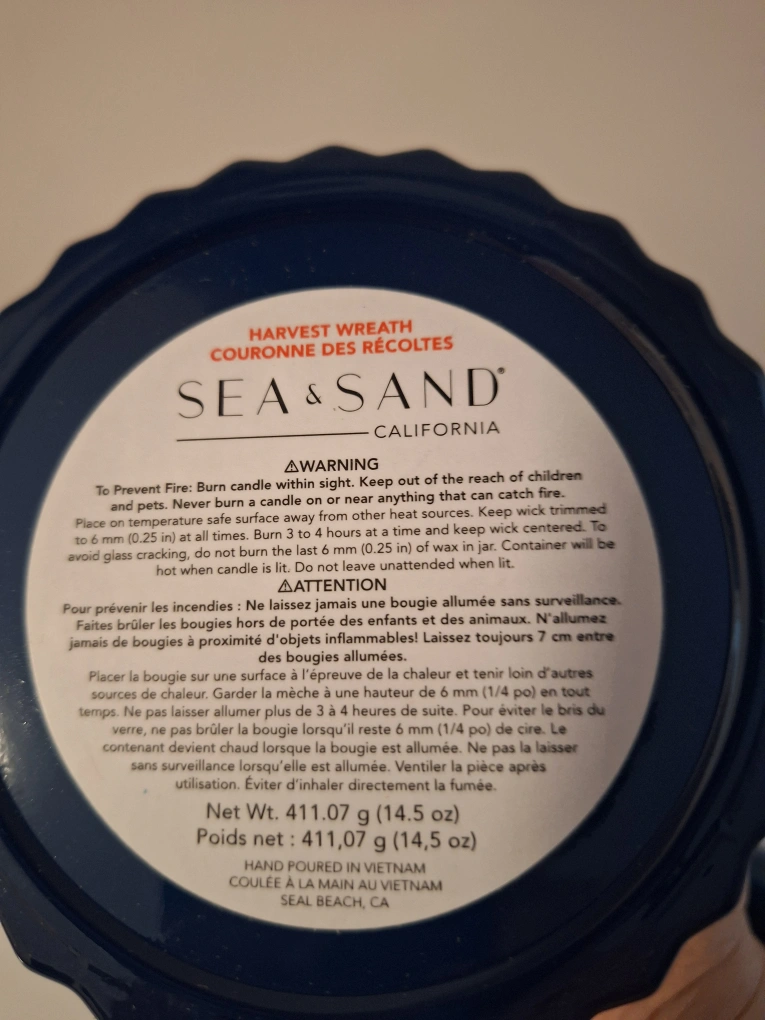 HARVEST WREATH
COURONNE DES RÉCOLTES
SEA & SAND®
CALIFORNIA
⚠WARNING
To Prevent Fire: Burn candle within sight. Keep out of the reach of children
and pets. Never burn a candle on or near anything that can catch fire.
Place on temperature safe surface away from other heat sources. Keep wick trimmed
to 6 mm (0.25 in) at all times. Burn 3 to 4 hours at a time and keep wick centered. To
avoid glass cracking, do not burn the last 6 mm (0.25 in) of wax in jar. Container will be
hot when candle is lit. Do not leave unattended when lit.
⚠ATTENTION
Pour prévenir les incendies : Ne laissez jamais une bougie allumée sans surveillance.
Faites brûler les bougies hors de portée des enfants et des animaux. N'allumez
jamais de bougies à proximité d'objets inflammables! Laissez toujours 7 cm entre
des bougies allumées.
Placer la bougie sur une surface à l'épreuve de la chaleur et tenir loin d'autres
sources de chaleur. Garder la mèche à une hauteur de 6 mm (1/4 po) en tout
temps. Ne pas laisser allumer plus de 3 à 4 heures de suite. Pour éviter le bris du
verre, ne pas brûler la bougie lorsqu'il reste 6 mm (1/4 po) de cire. Le
contenant devient chaud lorsque la bougie est allumée. Ne pas la laisser
sans surveillance lorsqu'elle est allumée. Ventiler la pièce après
utilisation. Éviter d'inhaler directement la fumée.
Net Wt. 411.07 g (14.5 oz)
Poids net : 411,07 g (14,5 oz)
HAND POURED IN VIETNAM
COULÉE À LA MAIN AU VIETNAM
SEAL BEACH, CA